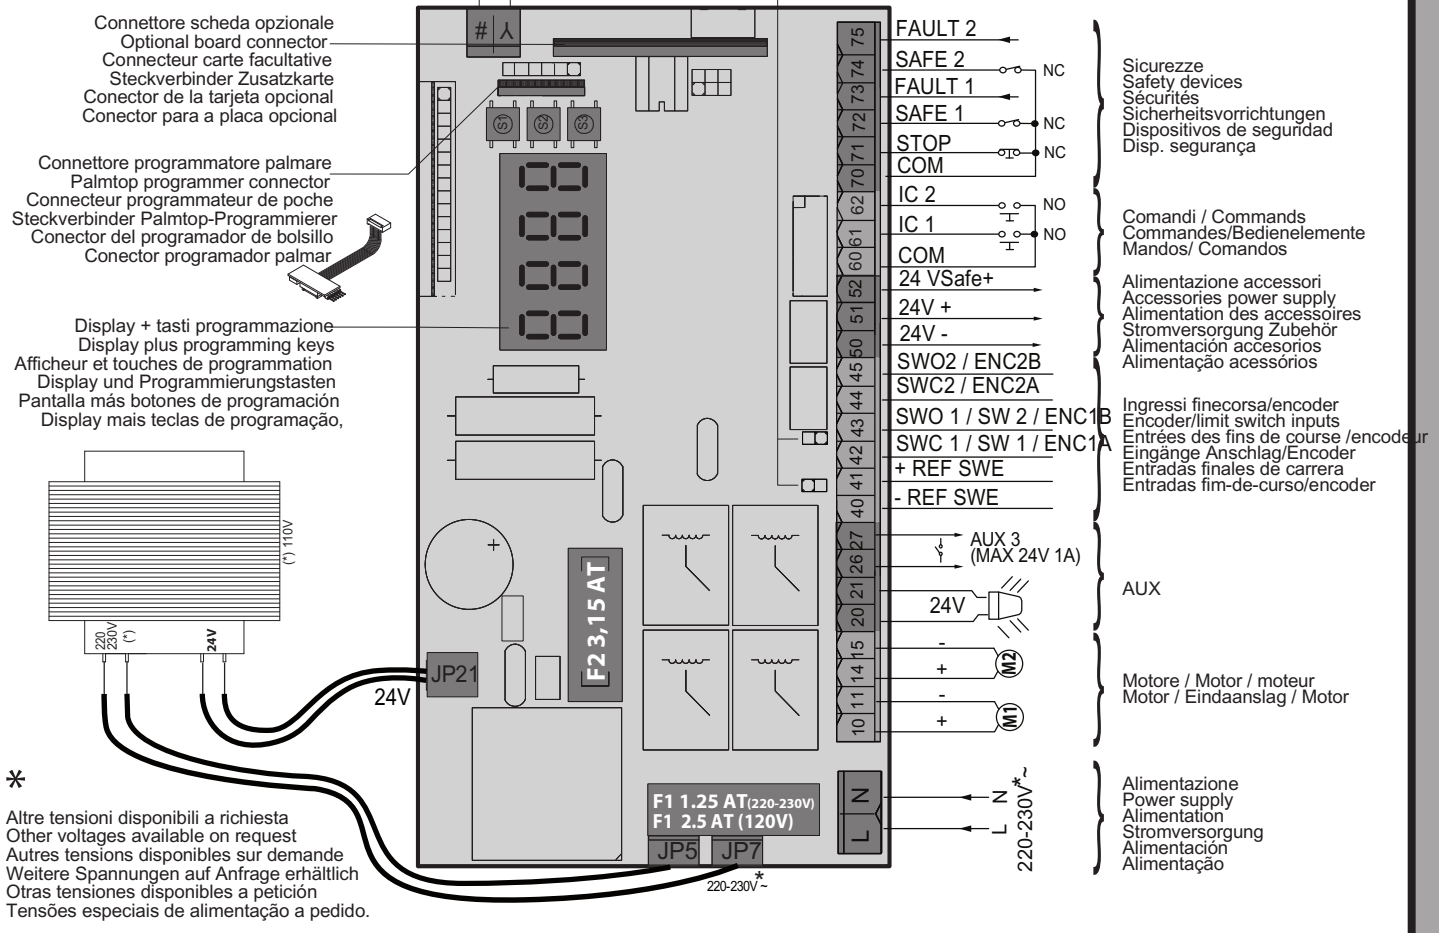 Connettore scheda opzionale
Optional board connector
Connecteur carte facultative
Steckverbinder Zusatzkarte
Conector de la tarjeta opcional
Conector para a placa opcional
Connettore programmatore palmare
Palmtop programmer connector
Connecteur programmateur de poche
Steckverbinder Palmtop-Programmierer
Conector del programador de bolsillo
Conector programador palmar
Display + tasti programmazione
Display plus programming keys
Afficheur et touches de programmation
Display und Programmierungstasten
Pantalla más botones de programación
Display mais teclas de programação,
(*) 110V
220
230V
(*)
24V
24V
*
Altre tensioni disponibili a richiesta
Other voltages available on request
Autres tensions disponibles sur demande
Weitere Spannungen auf Anfrage erhältlich
Otras tensiones disponibles a petición
Tensões especiais de alimentação a pedido.
# Y
S1 S2 S3
+
F2 3,15 AT
JP21
F1 1.25 AT(220-230V)
F1 2.5 AT (120V)
JP5 JP7
220-230V*~
75 FAULT 2
74 SAFE 2 NC
73 FAULT 1
72 SAFE 1 NC
71 STOP NC
70 COM
62 IC 2 NO
61 IC 1 NO
60 COM
52 24 VSafe+
51 24V +
50 24V -
45 SWO2 / ENC2B
44 SWC2 / ENC2A
43 SWO 1 / SW 2 / ENC1B
42 SWC 1 / SW 1 / ENC1A
41 + REF SWE
40 - REF SWE
27 AUX 3
26 (MAX 24V 1A)
21
20 24V
15 -
14 + M2
11 -
10 + M1
N N
L L
220-230V*~
Sicurezze
Safety devices
Sécurités
Sicherheitsvorrichtungen
Dispositivos de seguridad
Disp. segurança
Comandi / Commands
Commandes/Bedienelemente
Mandos/ Comandos
Alimentazione accessori
Accessories power supply
Alimentation des accessoires
Stromversorgung Zubehör
Alimentación accesorios
Alimentação acessórios
Ingressi finecorsa/encoder
Encoder/limit switch inputs
Entrées des fins de course /encodeur
Eingänge Anschlag/Encoder
Entradas finales de carrera
Entradas fim-de-curso/encoder
AUX
Motore / Motor / moteur
Motor / Eindaanslag / Motor
Alimentazione
Power supply
Alimentation
Stromversorgung
Alimentación
Alimentação